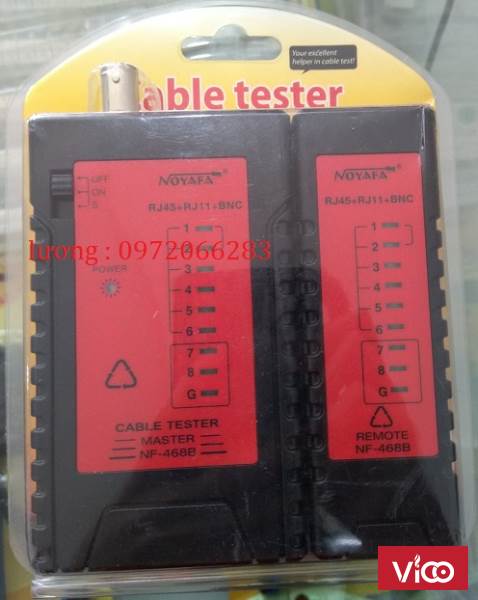 Your excellent
helper in cable test!
able tester
OFF
ON
S
NOYAFA®
RJ45+RJ11+BNC
1
2
3
4
5
6
7
8
G
POWER
CABLE TESTER
MASTER
NF-468B
NOYAFA®
RJ45+RJ11+BNC
1
2
3
4
5
6
7
8
G
REMOTE
NF-468B
lương : 0972066283
Vioo